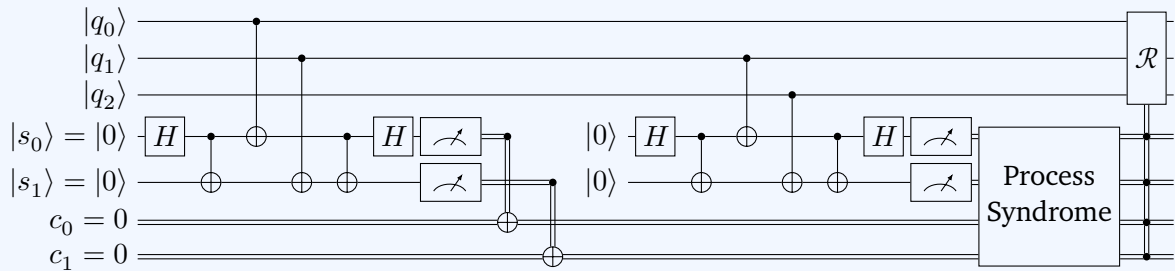 |q₀⟩
|q₁⟩
|q₂⟩
ℛ
|s₀⟩ = |0⟩ H H |0⟩ H H
|s₁⟩ = |0⟩ |0⟩
Process
Syndrome
c₀ = 0
c₁ = 0